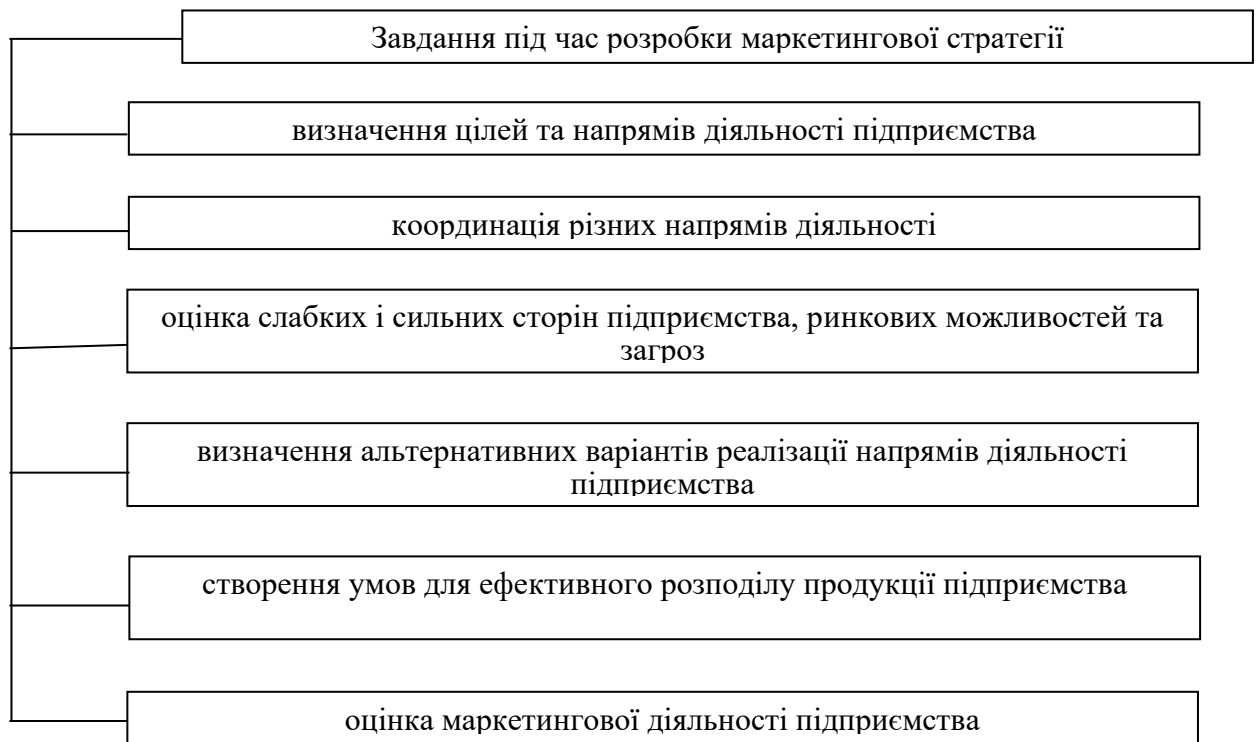 Завдання під час розробки маркетингової стратегії
визначення цілей та напрямів діяльності підприємства
координація різних напрямів діяльності
оцінка слабких і сильних сторін підприємства, ринкових можливостей та
загроз
визначення альтернативних варіантів реалізації напрямів діяльності
підприємства
створення умов для ефективного розподілу продукції підприємства
оцінка маркетингової діяльності підприємства